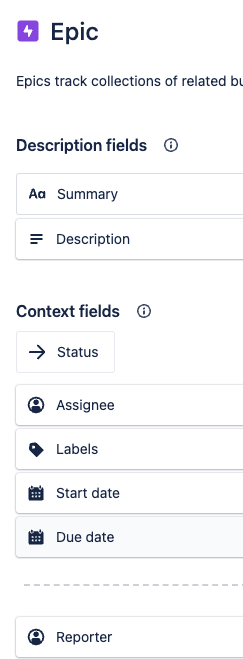 Epic
Epics track collections of related bu
Description fields
Aa Summary
Description
Context fields
Status
Assignee
Labels
Start date
Due date
Reporter